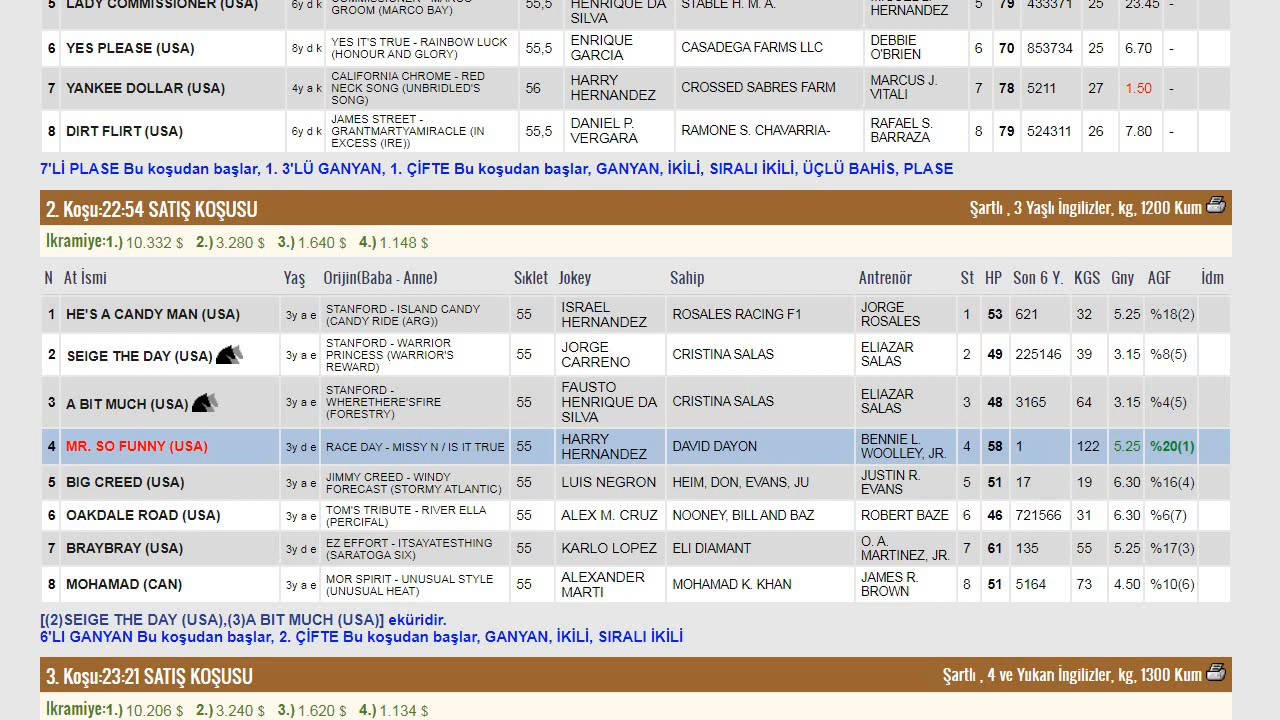 5 LADY COMMISSIONER (USA) 6y d k COMMISSIONER - MARCO GROOM (MARCO BAY) 55,5 HENRIQUE DA SILVA STABLE H. M. A. HERNANDEZ 5 79 433371 25 23.45 -
6 YES PLEASE (USA) 8y d k YES IT'S TRUE - RAINBOW LUCK (HONOUR AND GLORY) 55,5 ENRIQUE GARCIA CASADEGA FARMS LLC DEBBIE O'BRIEN 6 70 853734 25 6.70 -
7 YANKEE DOLLAR (USA) 4y a k CALIFORNIA CHROME - RED NECK SONG (UNBRIDLED'S SONG) 56 HARRY HERNANDEZ CROSSED SABRES FARM MARCUS J. VITALI 7 78 5211 27 1.50 -
8 DIRT FLIRT (USA) 6y d k JAMES STREET - GRANTMARTYAMIRACLE (IN EXCESS (IRE)) 55,5 DANIEL P. VERGARA RAMONE S. CHAVARRIA- RAFAEL S. BARRAZA 8 79 524311 26 7.80 -
7'Lİ PLASE Bu koşudan başlar, 1. 3'LÜ GANYAN, 1. ÇİFTE Bu koşudan başlar, GANYAN, İKİLİ, SIRALI İKİLİ, ÜÇLÜ BAHİS, PLASE
2. Koşu:22:54 SATIŞ KOŞUSU Şartlı , 3 Yaşlı İngilizler, kg, 1200 Kum
İkramiye:1.) 10.332 $ 2.) 3.280 $ 3.) 1.640 $ 4.) 1.148 $
N At İsmi Yaş Orijin(Baba - Anne) Sıklet Jokey Sahip Antrenör St HP Son 6 Y. KGS Gny AGF İdm
1 HE'S A CANDY MAN (USA) 3y a e STANFORD - ISLAND CANDY (CANDY RIDE (ARG)) 55 ISRAEL HERNANDEZ ROSALES RACING F1 JORGE ROSALES 1 53 621 32 5.25 %18(2)
2 SEIGE THE DAY (USA) 3y a e STANFORD - WARRIOR PRINCESS (WARRIOR'S REWARD) 55 JORGE CARRENO CRISTINA SALAS ELIAZAR SALAS 2 49 225146 39 3.15 %8(5)
3 A BIT MUCH (USA) 3y a e STANFORD - WHERETHERE'SFIRE (FORESTRY) 55 FAUSTO HENRIQUE DA SILVA CRISTINA SALAS ELIAZAR SALAS 3 48 3165 64 3.15 %4(5)
4 MR. SO FUNNY (USA) 3y d e RACE DAY - MISSY N / IS IT TRUE 55 HARRY HERNANDEZ DAVID DAYON BENNIE L. WOOLLEY, JR. 4 58 1 122 5.25 %20(1)
5 BIG CREED (USA) 3y a e JIMMY CREED - WINDY FORECAST (STORMY ATLANTIC) 55 LUIS NEGRON HEIM, DON, EVANS, JU JUSTIN R. EVANS 5 51 17 19 6.30 %16(4)
6 OAKDALE ROAD (USA) 3y a e TOM'S TRIBUTE - RIVER ELLA (PERCIFAL) 55 ALEX M. CRUZ NOONEY, BILL AND BAZ ROBERT BAZE 6 46 721566 31 6.30 %6(7)
7 BRAYBRAY (USA) 3y d e EZ EFFORT - ITSAYATESTHING (SARATOGA SIX) 55 KARLO LOPEZ ELI DIAMANT O. A. MARTINEZ, JR. 7 61 135 55 5.25 %17(3)
8 MOHAMAD (CAN) 3y a e MOR SPIRIT - UNUSUAL STYLE (UNUSUAL HEAT) 55 ALEXANDER MARTI MOHAMAD K. KHAN JAMES R. BROWN 8 51 5164 73 4.50 %10(6)
[(2)SEIGE THE DAY (USA),(3)A BIT MUCH (USA)] eküridir.
6'LI GANYAN Bu koşudan başlar, 2. ÇİFTE Bu koşudan başlar, GANYAN, İKİLİ, SIRALI İKİLİ
3. Koşu:23:21 SATIŞ KOŞUSU Şartlı , 4 ve Yukarı İngilizler, kg, 1300 Kum
İkramiye:1.) 10.206 $ 2.) 3.240 $ 3.) 1.620 $ 4.) 1.134 $